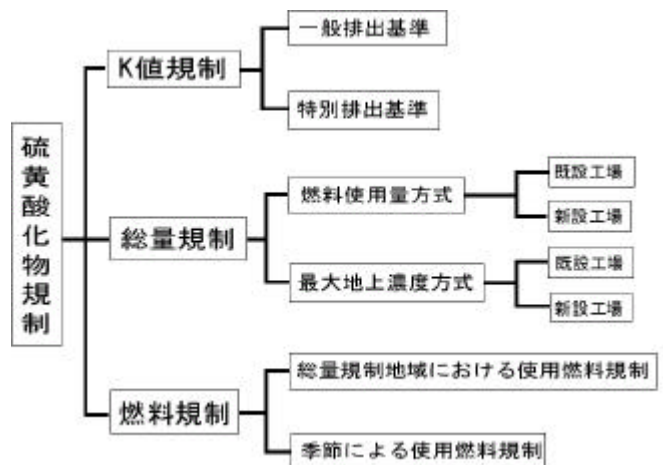 硫黄酸化物規制
K値規制
一般排出基準
特別排出基準
総量規制
燃料使用量方式
既設工場
新設工場
最大地上濃度方式
既設工場
新設工場
燃料規制
総量規制地域における使用燃料規制
季節による使用燃料規制